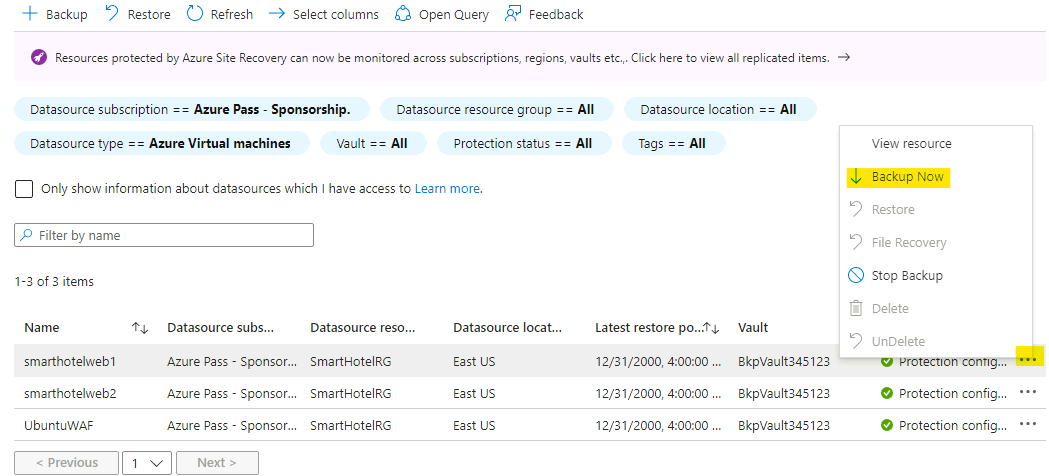 Backup Restore Refresh Select columns Open Query Feedback
Resources protected by Azure Site Recovery can now be monitored across subscriptions, regions, vaults etc.,. Click here to view all replicated items.
Datasource subscription == Azure Pass - Sponsorship. Datasource resource group == All Datasource location == All
Datasource type == Azure Virtual machines Vault == All Protection status == All Tags == All
View resource
Backup Now
Only show information about datasources which I have access to Learn more.
Restore
Filter by name
File Recovery
Stop Backup
1-3 of 3 items
Delete
Name Datasource subs... Datasource reso... Datasource locat... Latest restore po... Vault
UnDelete
smarthotelweb1 Azure Pass - Sponsor... SmartHotelRG East US 12/31/2000, 4:00:00 ... BkpVault345123 Protection config... ...
smarthotelweb2 Azure Pass - Sponsor... SmartHotelRG East US 12/31/2000, 4:00:00 ... BkpVault345123 Protection config... ...
UbuntuWAF Azure Pass - Sponsor... SmartHotelRG East US 12/31/2000, 4:00:00 ... BkpVault345123 Protection config... ...
< Previous 1 Next >